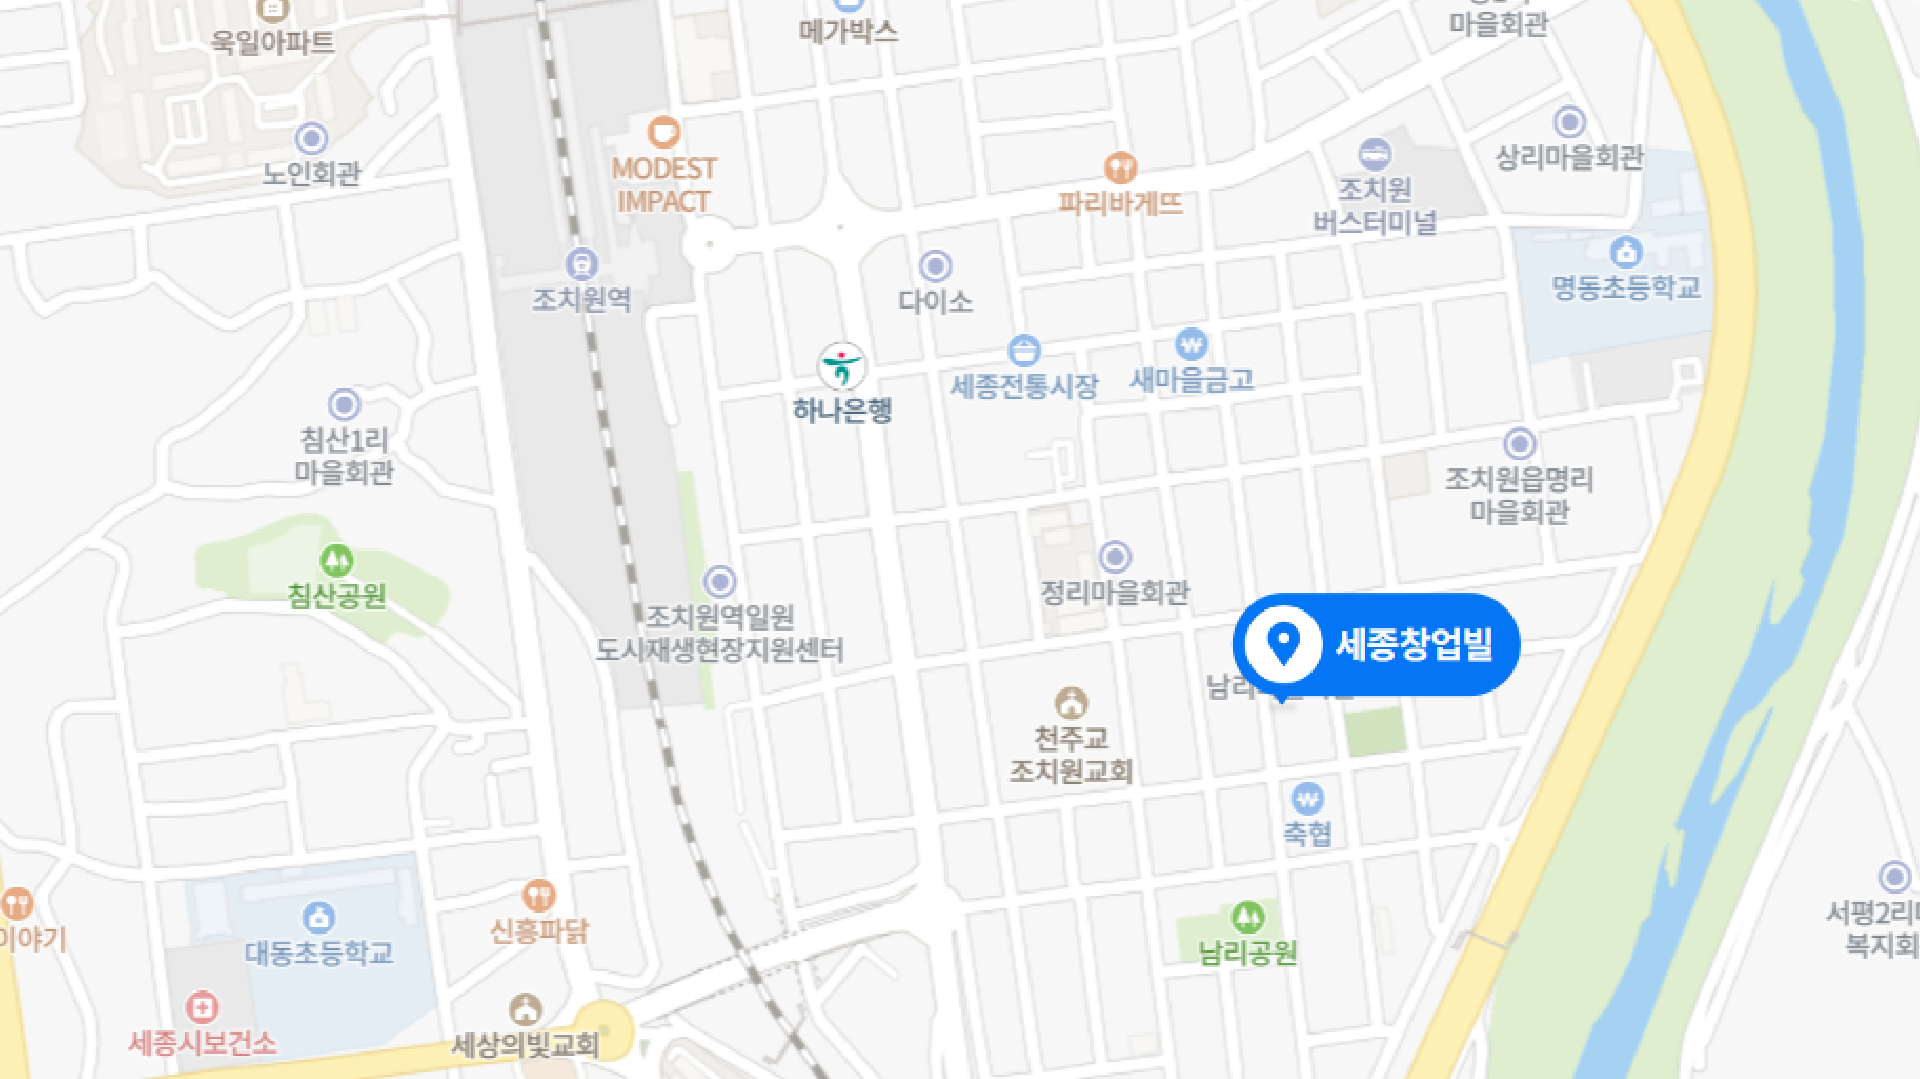 마을회관
메가박스
욱일아파트
MODEST
IMPACT
노인회관
상리마을회관
파리바게뜨
조치원
버스터미널
명동초등학교
조치원역
다이소
세종전통시장
새마을금고
하나은행
침산1리
마을회관
조치원읍명리
마을회관
침산공원
정리마을회관
조치원역일원
도시재생현장지원센터
세종창업빌
천주교
조치원교회
축협
서평2리
복지회
이야기
신흥파닭
대동초등학교
남리공원
세종시보건소
세상의빛교회